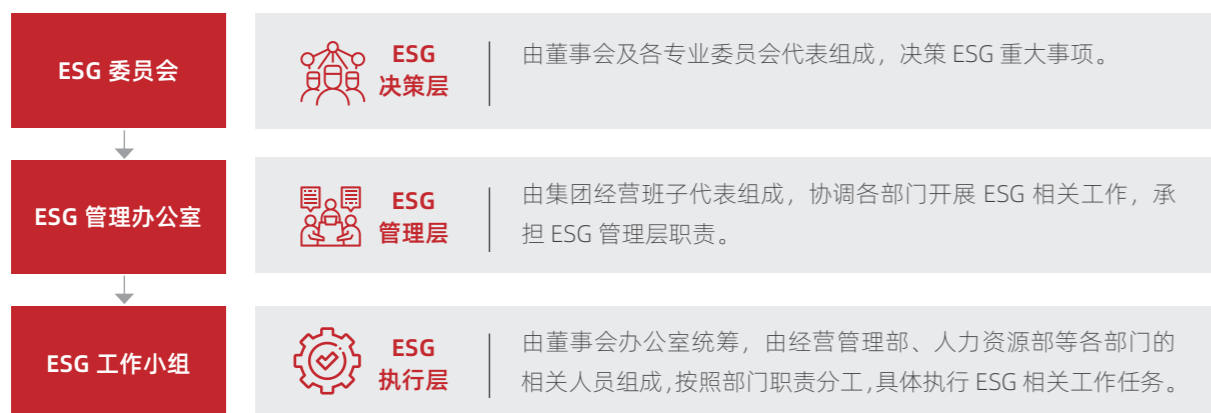 ESG 委员会
ESG
决策层
由董事会及各专业委员会代表组成，决策 ESG 重大事项。
ESG 管理办公室
ESG
管理层
由集团经营班子代表组成，协调各部门开展 ESG 相关工作，承
担 ESG 管理层职责。
ESG 工作小组
ESG
执行层
由董事会办公室统筹，由经营管理部、人力资源部等各部门的
相关人员组成，按照部门职责分工，具体执行 ESG 相关工作任务。